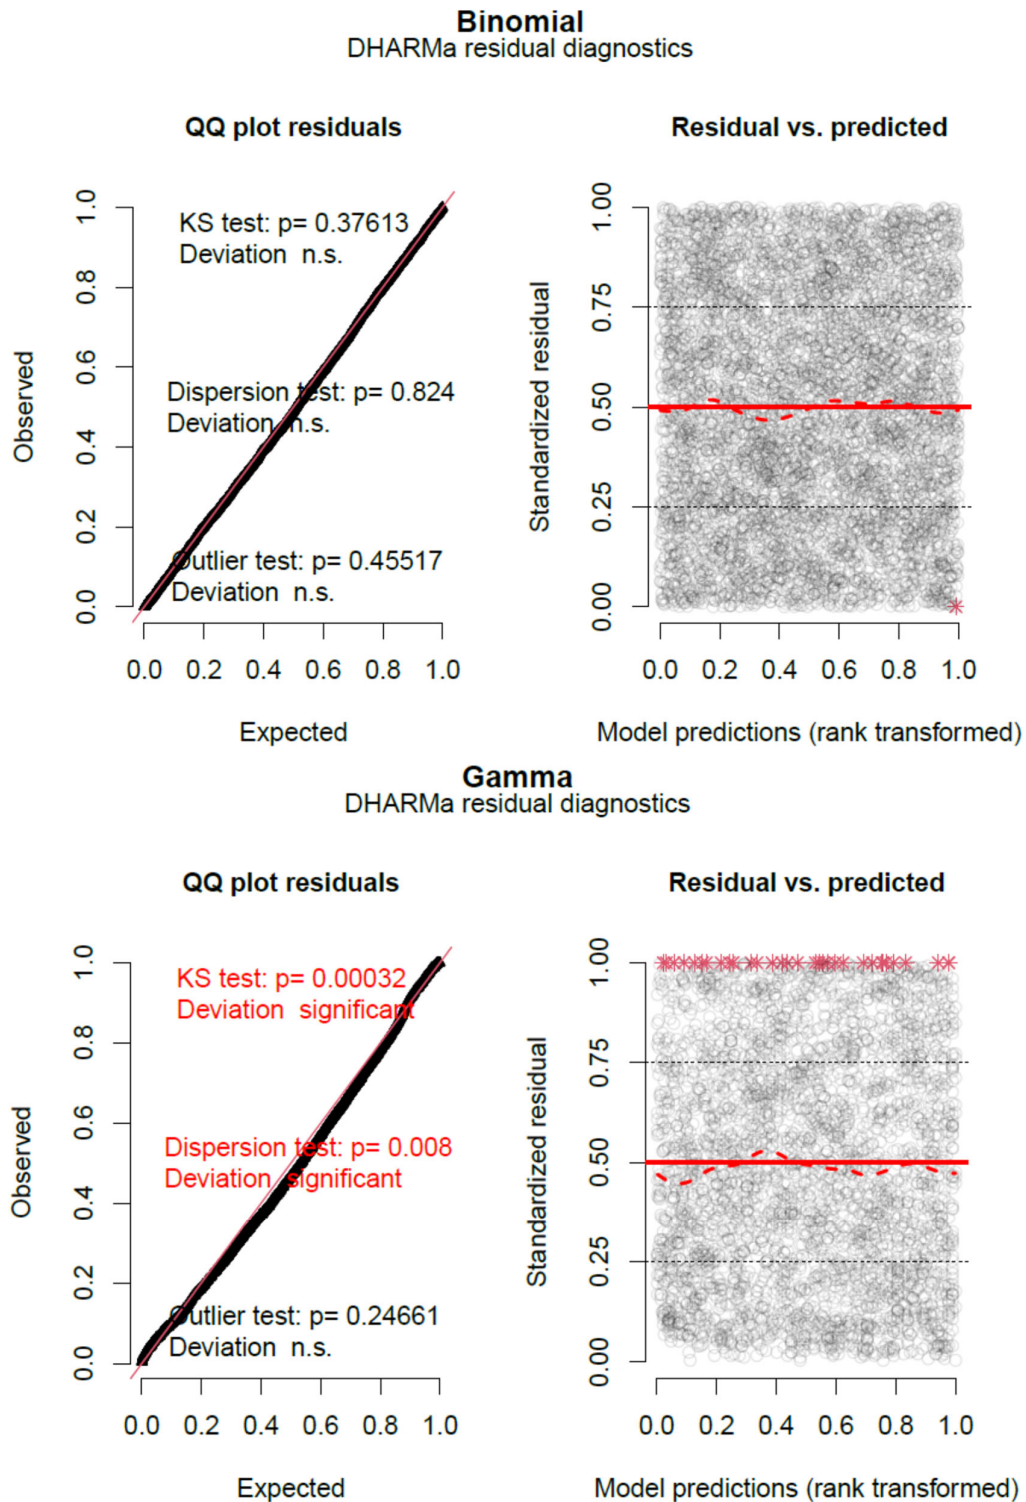 Binomial
DHARMa residual diagnostics
QQ plot residuals
Residual vs. predicted
KS test: p= 0.37613
Deviation n.s.
Dispersion test: p= 0.824
Deviation n.s.
Outlier test: p= 0.45517
Deviation n.s.
Observed
0.0 0.2 0.4 0.6 0.8 1.0
0.0 0.2 0.4 0.6 0.8 1.0
Expected
Standardized residual
0.00 0.25 0.50 0.75 1.00
0.0 0.2 0.4 0.6 0.8 1.0
Model predictions (rank transformed)
Gamma
DHARMa residual diagnostics
QQ plot residuals
Residual vs. predicted
KS test: p= 0.00032
Deviation significant
Dispersion test: p= 0.008
Deviation significant
Outlier test: p= 0.24661
Deviation n.s.
Observed
0.0 0.2 0.4 0.6 0.8 1.0
0.0 0.2 0.4 0.6 0.8 1.0
Expected
Standardized residual
0.00 0.25 0.50 0.75 1.00
0.0 0.2 0.4 0.6 0.8 1.0
Model predictions (rank transformed)